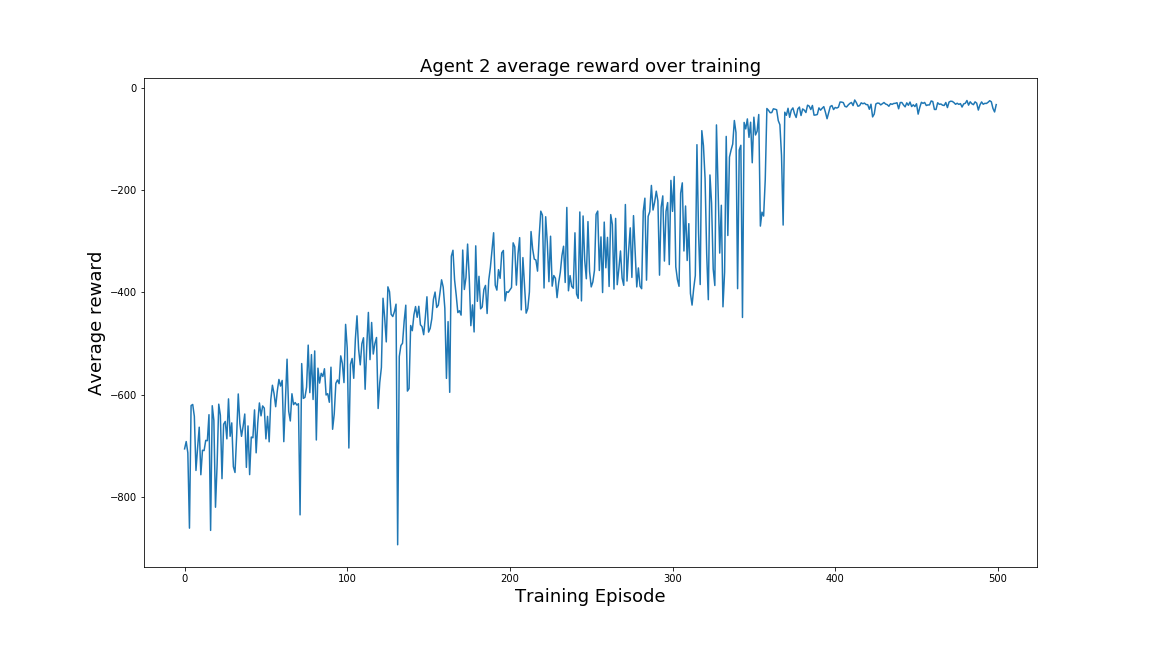 Agent 2 average reward over training
0
−200
−400
−600
−800
Average reward
0 100 200 300 400 500
Training Episode